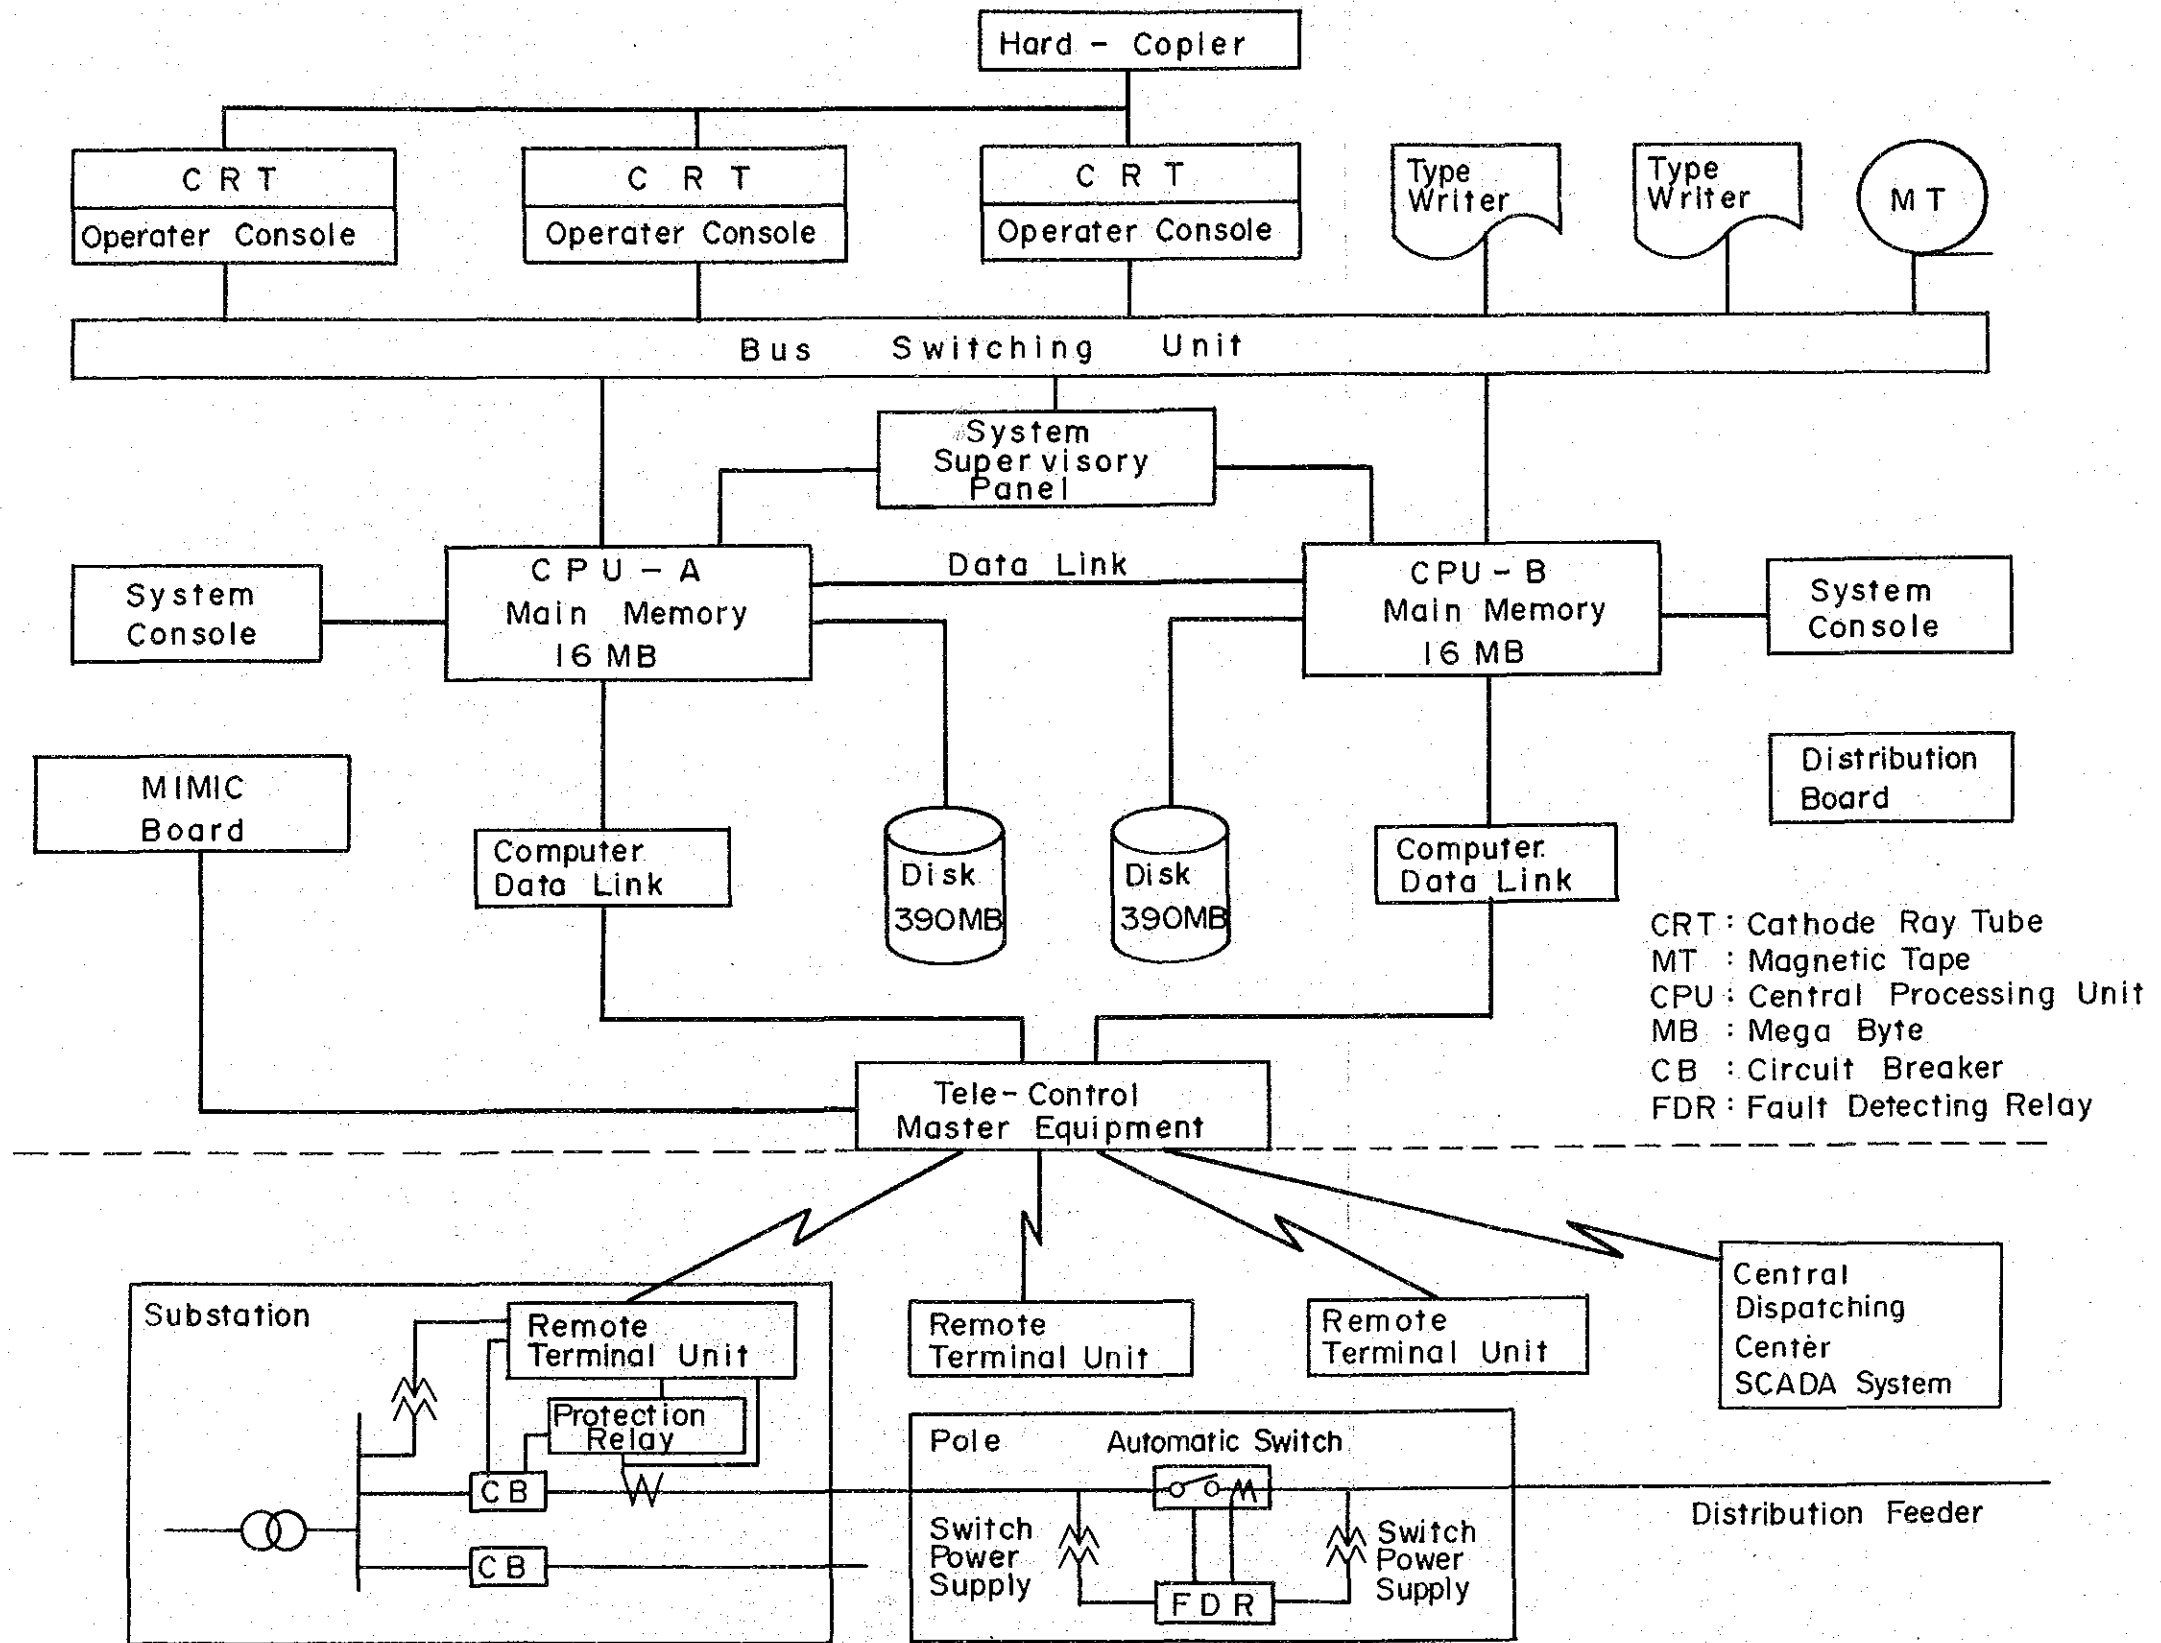 Hard - Copier
C R T
C R T
C R T
Operater Console
Operater Console
Operater Console
Type
Writer
Type
Writer
M T
Bus Switching Unit
System
Supervisory
Panel
System
Console
CPU - A
Main Memory
16 MB
Data Link
CPU - B
Main Memory
16 MB
System
Console
MIMIC
Board
Computer
Data Link
Disk
390MB
Disk
390MB
Computer
Data Link
Distribution
Board
CRT : Cathode Ray Tube
MT : Magnetic Tape
CPU : Central Processing Unit
MB : Mega Byte
CB : Circuit Breaker
FDR : Fault Detecting Relay
Tele-Control
Master Equipment
Substation
Remote
Terminal Unit
Protection
Relay
CB
CB
Remote
Terminal Unit
Remote
Terminal Unit
Central
Dispatching
Center
SCADA System
Pole
Automatic Switch
Switch
Power
Supply
FDR
Switch
Power
Supply
Distribution Feeder